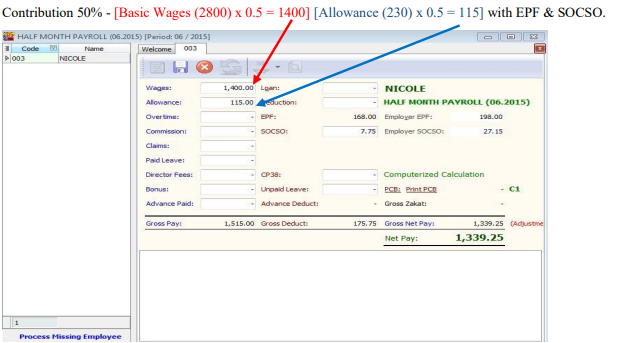 Contribution 50% - [Basic Wages (2800) x 0.5 = 1400] [Allowance (230) x 0.5 = 115] with EPF & SOCSO.
HALF MONTH PAYROLL (06.2015) [Period: 06 / 2015]
Code Name
Welcome 003
003 NICOLE
Wages: 1,400.00 Loan: - NICOLE
Allowance: 115.00 - HALF MONTH PAYROLL (06.2015)
Overtime: - EPF: 168.00 Employer EPF: 198.00
Commission: - SOCSO: 7.75 Employer SOCSO: 27.15
Claims: -
Paid Leave: -
Director Fees: - CP38: - Computerized Calculation
Bonus: - Unpaid Leave: - PCB: Print PCB - C1
Advance Paid: - Advance Deduct: - Gross Zakat: -
Gross Pay: 1,515.00 Gross Deduct: 175.75 Gross Net Pay: 1,339.25 (Adjustme
Net Pay: 1,339.25
1
Process Missing Employee